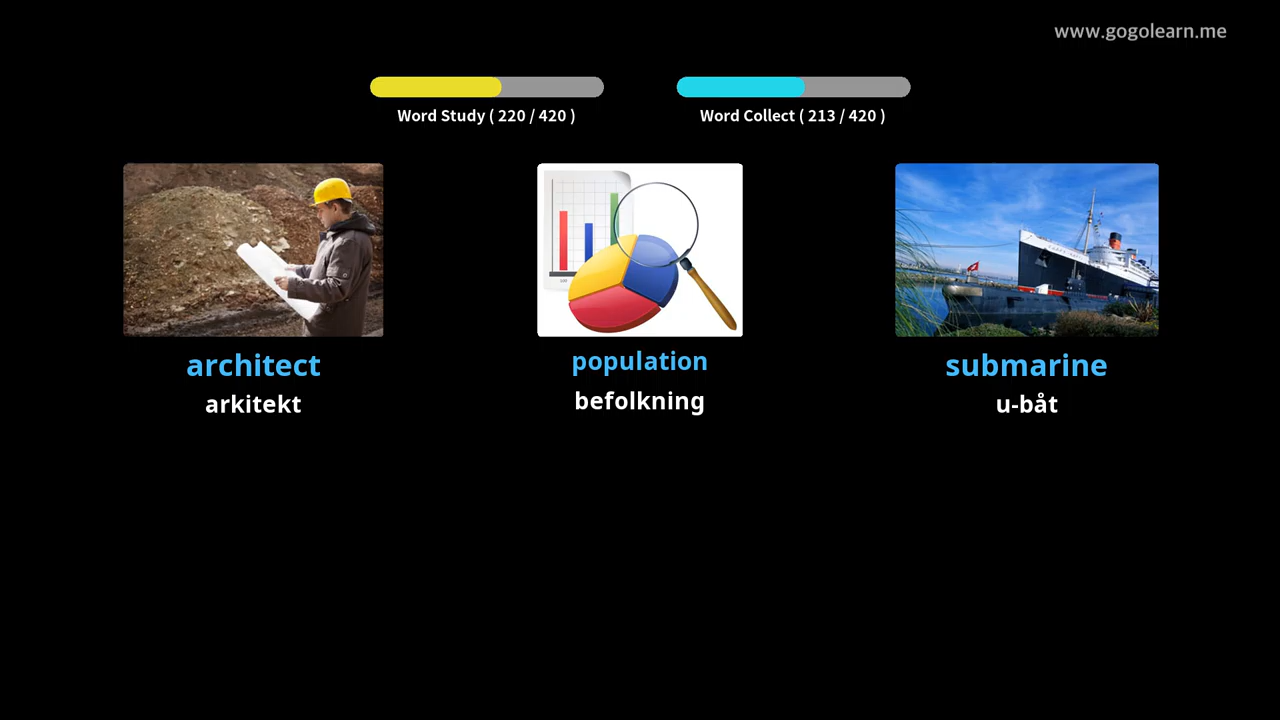 www.gogolearn.me
Word Study ( 220 / 420 )
Word Collect ( 213 / 420 )
architect
arkitekt
population
befolkning
submarine
u-båt